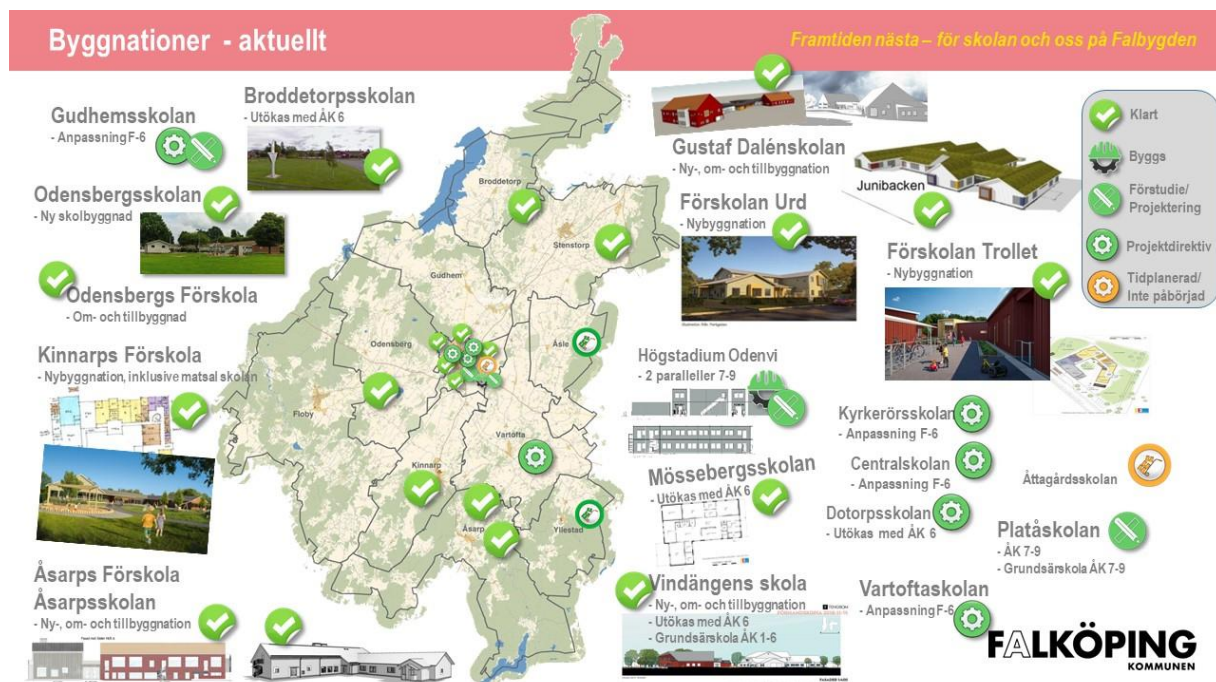 Byggnationer - aktuellt
Framtiden nästa – för skolan och oss på Falbygden
Gudhemsskolan
- Anpassning F-6
Broddetorpsskolan
- Utökas med ÅK 6
Odensbergsskolan
- Ny skolbyggnad
Odensbergs Förskola
- Om- och tillbyggnad
Kinnarps Förskola
- Nybyggnation, inklusive matsal skolan
Åsarps Förskola
Åsarpsskolan
- Ny-, om- och tillbyggnation
Broddetorp
Stenstorp
Gudhem
Odensberg
Åsle
Floby
Vartofta
Kinnarp
Åsarp
Yllestad
Gustaf Dalénskolan
- Ny-, om- och tillbyggnation
Förskolan Urd
- Nybyggnation
Högstadium Odenvi
- 2 paralleller 7-9
Mössebergsskolan
- Utökas med ÅK 6
Vindängens skola
- Ny-, om- och tillbyggnation
- Utökas med ÅK 6
- Grundsärskola ÅK 1-6
Junibacken
Förskolan Trollet
- Nybyggnation
Kyrkerörsskolan
- Anpassning F-6
Centralskolan
- Anpassning F-6
Dotorpsskolan
- Utökas med ÅK 6
Vartoftaskolan
- Anpassning F-6
Åttagårdsskolan
Platåskolan
- ÅK 7-9
- Grundsärskola ÅK 7-9
Klart
Byggs
Förstudie/
Projektering
Projektdirektiv
Tidplanerad/
Inte påbörjad
FALKÖPING
KOMMUNEN